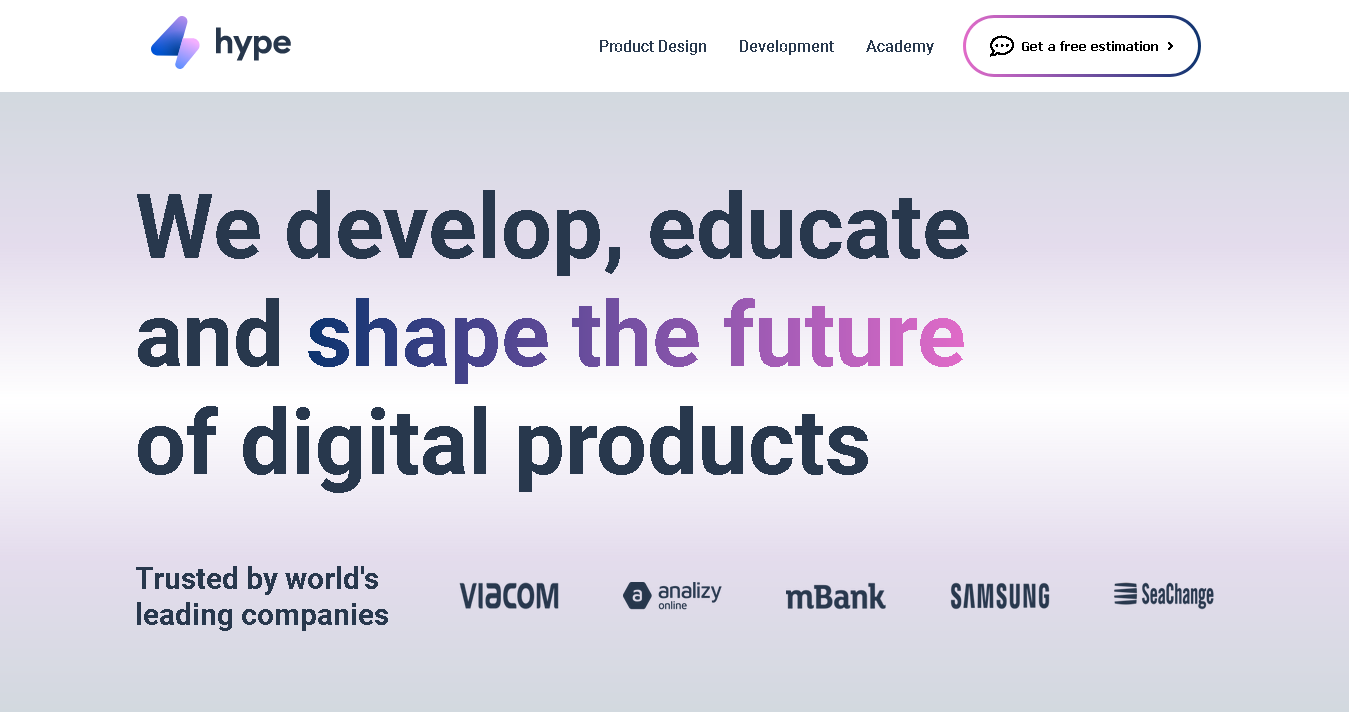 hype
Product Design
Development
Academy
Get a free estimation
We develop, educate
and shape the future
of digital products
Trusted by world's
leading companies
VIACOM
a analizy
online
mBank
SAMSUNG
SeaChange